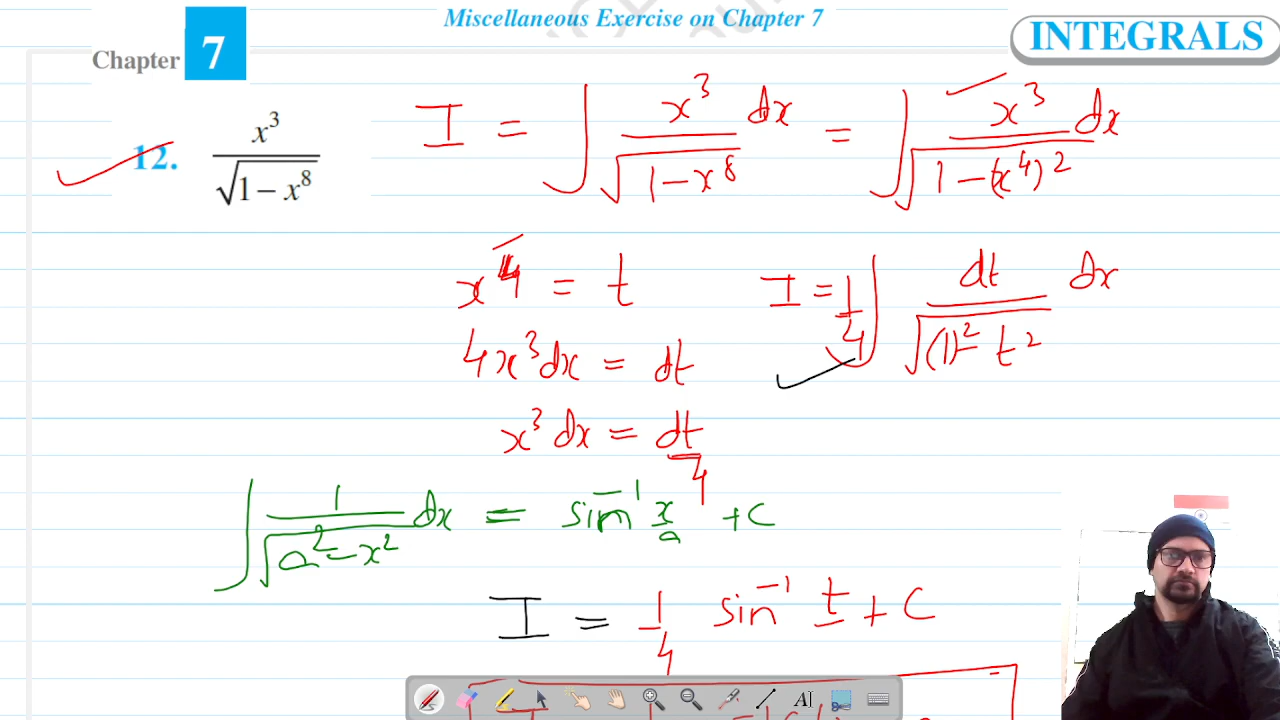 Miscellaneous Exercise on Chapter 7
INTEGRALS
Chapter 7
12. x³/√(1 – x⁸)
I = ∫ x³/√(1-x⁸) dx = ∫ x³/√(1-(x⁴)²) dx
x⁴ = t
4x³dx = dt
x³dx = dt/4
I = 1/4 ∫ dt/√((1)²-t²) dx
∫ 1/√(a²-x²) dx = sin⁻¹ x/a + C
I = 1/4 sin⁻¹ t + C